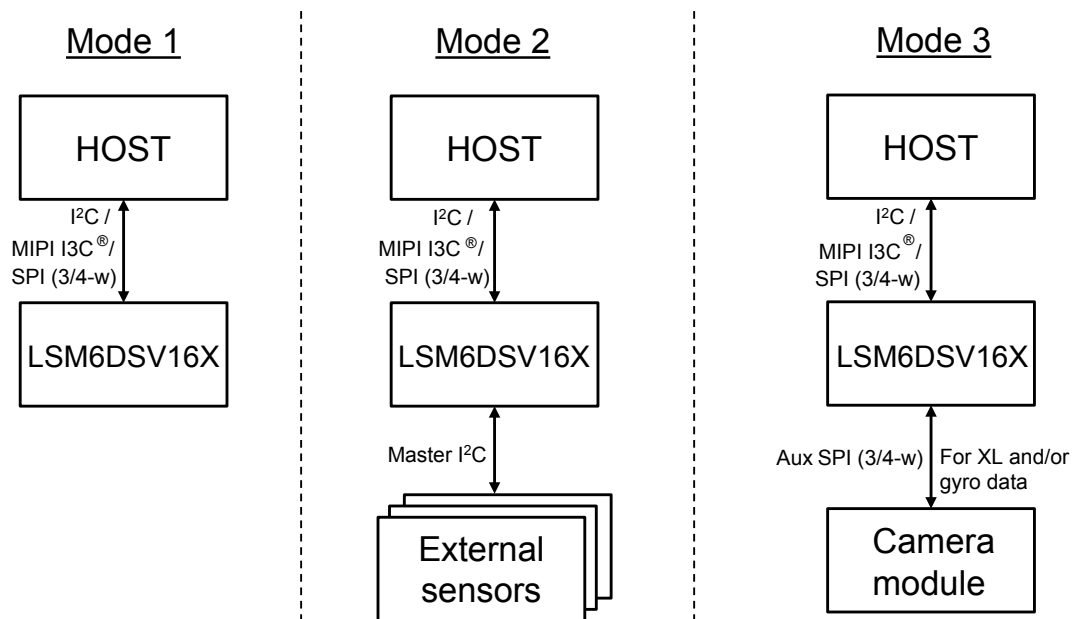 Mode 1
HOST
I²C /
MIPI I3C®/
SPI (3/4-w)
LSM6DSV16X
Mode 2
HOST
I²C /
MIPI I3C®/
SPI (3/4-w)
LSM6DSV16X
Master I²C
External
sensors
Mode 3
HOST
I²C /
MIPI I3C®/
SPI (3/4-w)
LSM6DSV16X
Aux SPI (3/4-w)
For XL and/or
gyro data
Camera
module